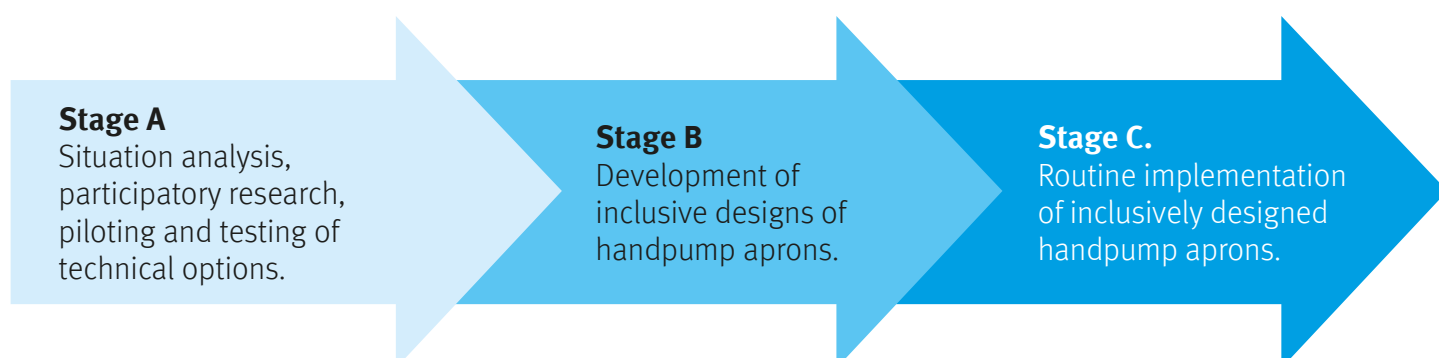 Stage A
Situation analysis,
participatory research,
piloting and testing of
technical options.
Stage B
Development of
inclusive designs of
handpump aprons.
Stage C.
Routine implementation
of inclusively designed
handpump aprons.